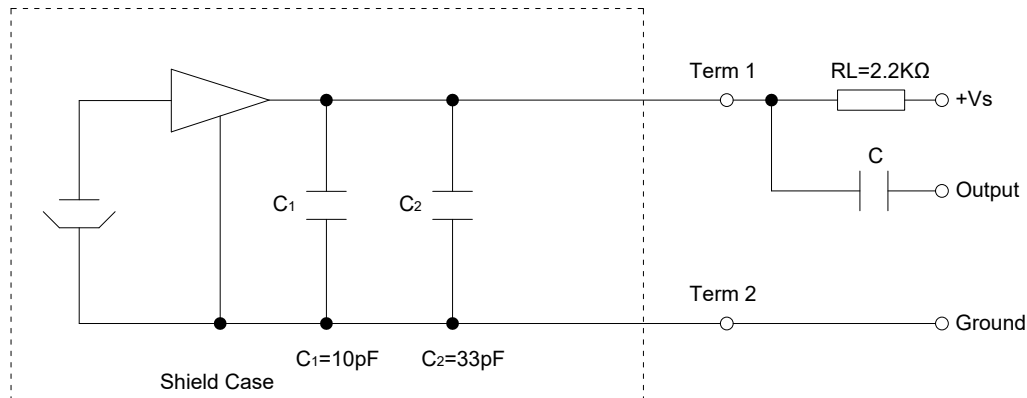 Term 1
RL=2.2KΩ
+Vs
C
Output
C1
C2
Term 2
Ground
C1=10pF
C2=33pF
Shield Case